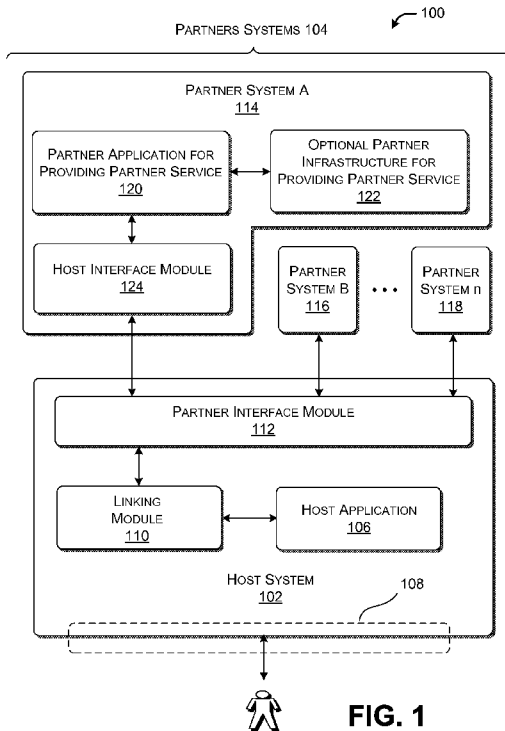 100
PARTNERS SYSTEMS 104
PARTNER SYSTEM A
114
PARTNER APPLICATION FOR
PROVIDING PARTNER SERVICE
120
OPTIONAL PARTNER
INFRASTRUCTURE FOR
PROVIDING PARTNER SERVICE
122
HOST INTERFACE MODULE
124
PARTNER
SYSTEM B
116
• • •
PARTNER
SYSTEM n
118
PARTNER INTERFACE MODULE
112
LINKING
MODULE
110
HOST APPLICATION
106
HOST SYSTEM
102
108
FIG. 1